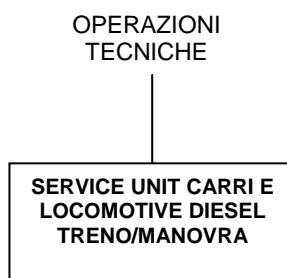 OPERAZIONI
TECNICHE
SERVICE UNIT CARRI E
LOCOMOTIVE DIESEL
TRENO/MANOVRA